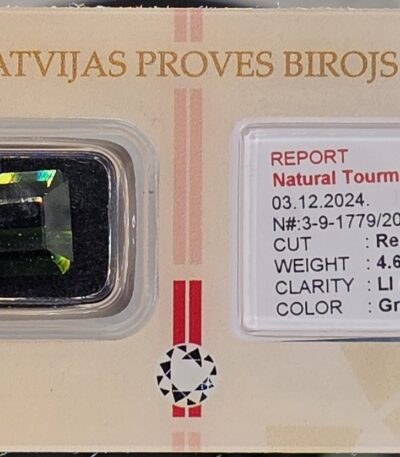 ATVIJAS PROVES BIROJS
REPORT
Natural Tourm
03.12.2024.
N#:3-9-1779/20
CUT : Re
WEIGHT : 4.6
CLARITY : LI
COLOR : Gr